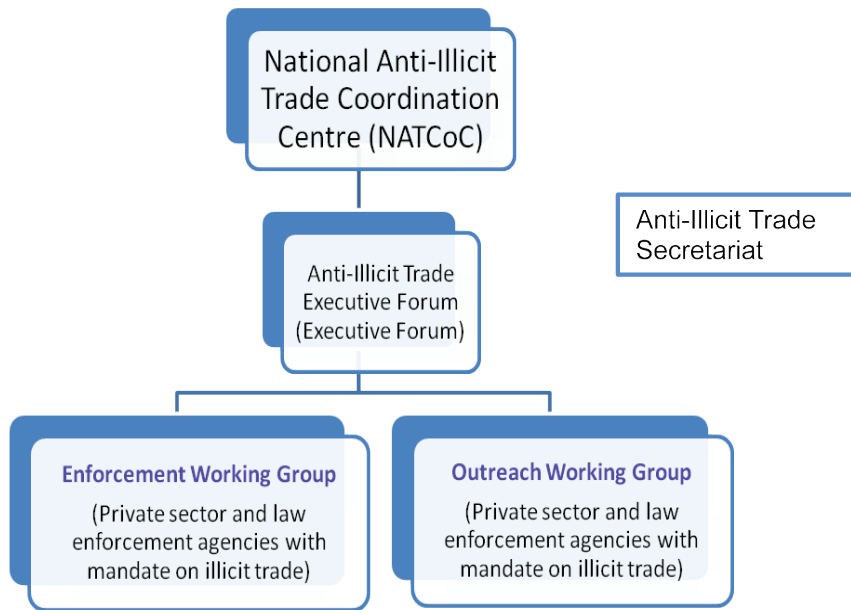 National Anti-Illicit
Trade Coordination
Centre (NATCoC)
Anti-Illicit Trade
Secretariat
Anti-Illicit Trade
Executive Forum
(Executive Forum)
Enforcement Working Group
(Private sector and law
enforcement agencies with
mandate on illicit trade)
Outreach Working Group
(Private sector and law
enforcement agencies with
mandate on illicit trade)